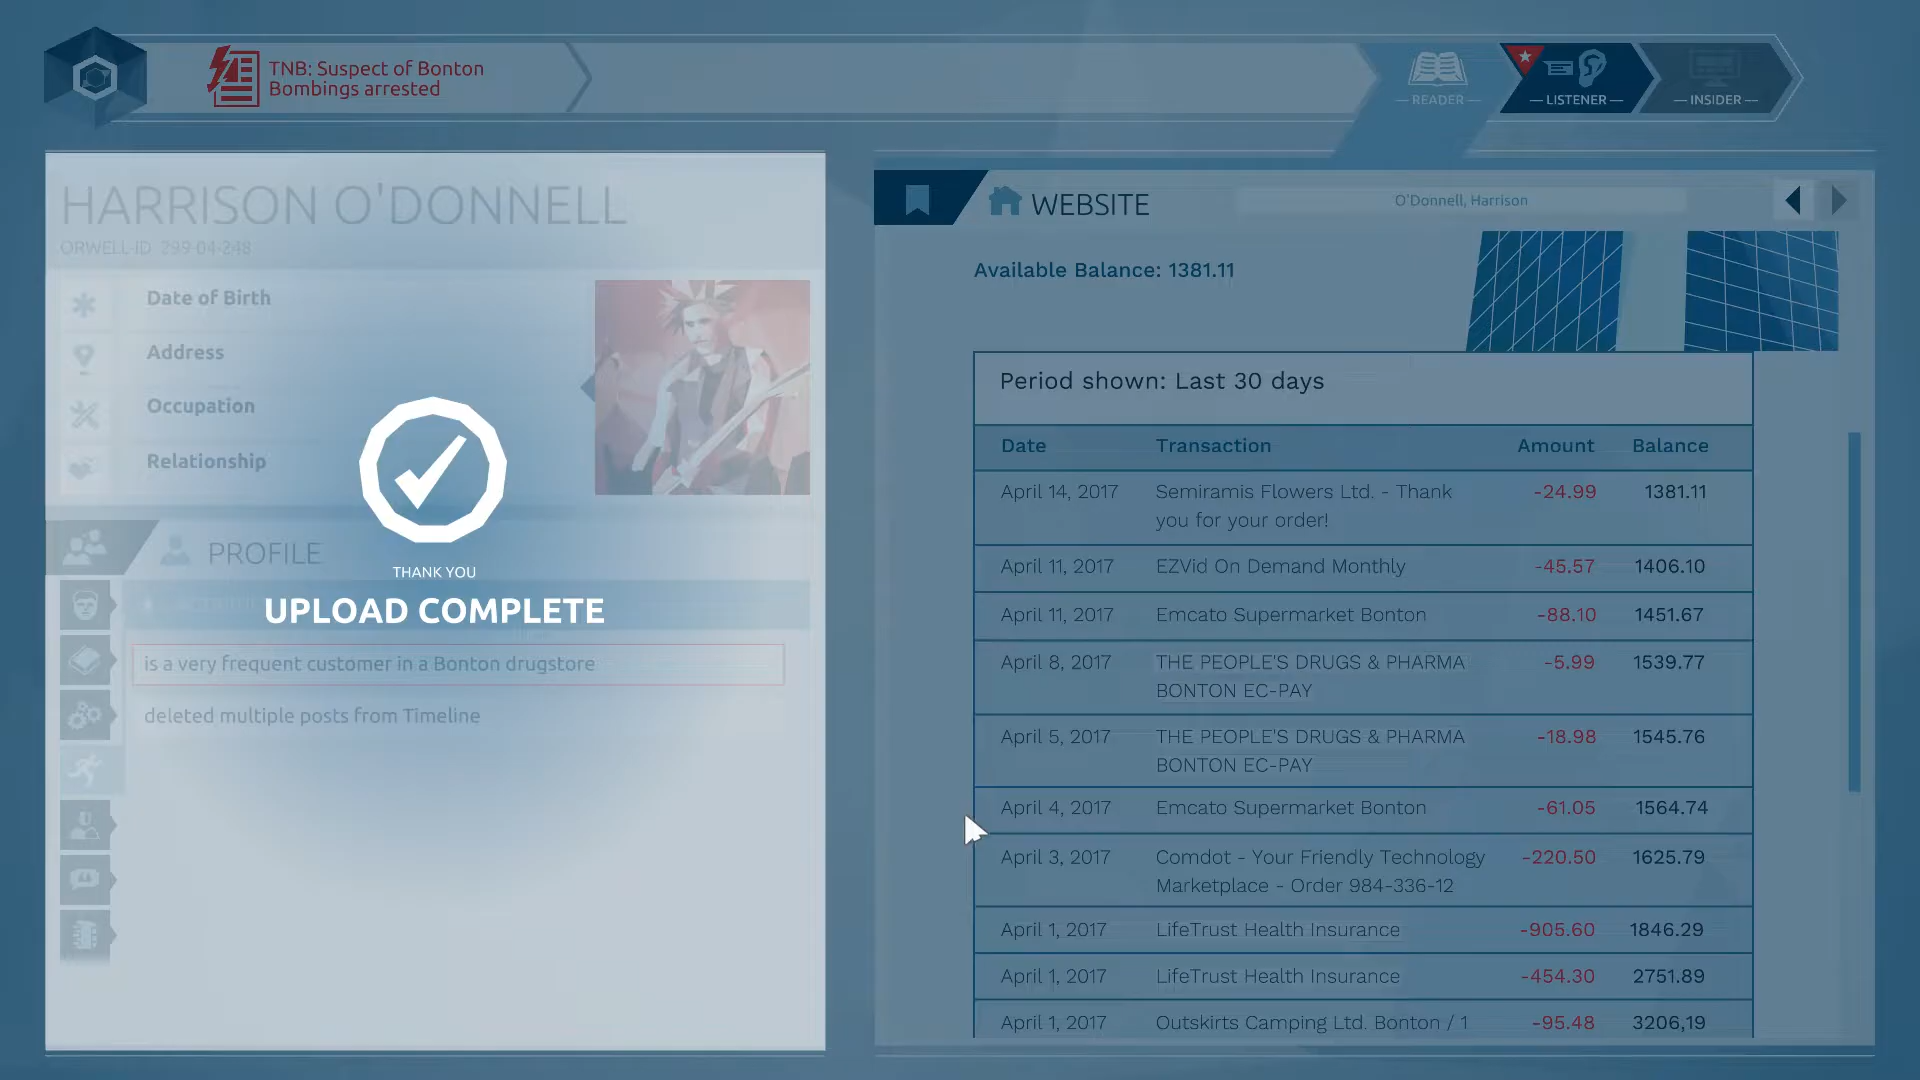 TNB: Suspect of Bonton
Bombings arrested
— READER —
— LISTENER —
— INSIDER —
HARRISON O'DONNELL
ORWELL-ID 299-04-248
Date of Birth
Address
Occupation
Relationship
PROFILE
THANK YOU
UPLOAD COMPLETE
is a very frequent customer in a Bonton drugstore
deleted multiple posts from Timeline
WEBSITE
O'Donnell, Harrison
Available Balance: 1381.11
Period shown: Last 30 days
Date Transaction Amount Balance
April 14, 2017 Semiramis Flowers Ltd. - Thank -24.99 1381.11
you for your order!
April 11, 2017 EZVid On Demand Monthly -45.57 1406.10
April 11, 2017 Emcato Supermarket Bonton -88.10 1451.67
April 8, 2017 THE PEOPLE'S DRUGS & PHARMA -5.99 1539.77
BONTON EC-PAY
April 5, 2017 THE PEOPLE'S DRUGS & PHARMA -18.98 1545.76
BONTON EC-PAY
April 4, 2017 Emcato Supermarket Bonton -61.05 1564.74
April 3, 2017 Comdot - Your Friendly Technology -220.50 1625.79
Marketplace - Order 984-336-12
April 1, 2017 LifeTrust Health Insurance -905.60 1846.29
April 1, 2017 LifeTrust Health Insurance -454.30 2751.89
April 1, 2017 Outskirts Camping Ltd. Bonton / 1 -95.48 3206,19